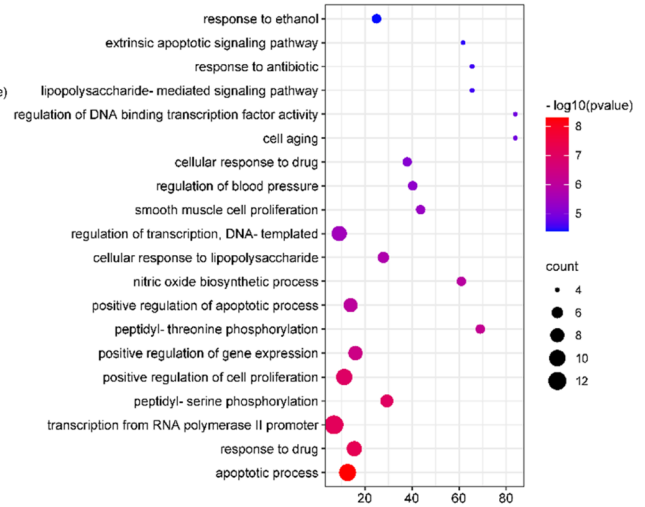 response to ethanol
extrinsic apoptotic signaling pathway
response to antibiotic
e)
lipopolysaccharide- mediated signaling pathway
regulation of DNA binding transcription factor activity
cell aging
cellular response to drug
regulation of blood pressure
smooth muscle cell proliferation
regulation of transcription, DNA- templated
cellular response to lipopolysaccharide
nitric oxide biosynthetic process
positive regulation of apoptotic process
peptidyl- threonine phosphorylation
positive regulation of gene expression
positive regulation of cell proliferation
peptidyl- serine phosphorylation
transcription from RNA polymerase II promoter
response to drug
apoptotic process
20 40 60 80
- log10(pvalue)
8
7
6
5
count
4
6
8
10
12